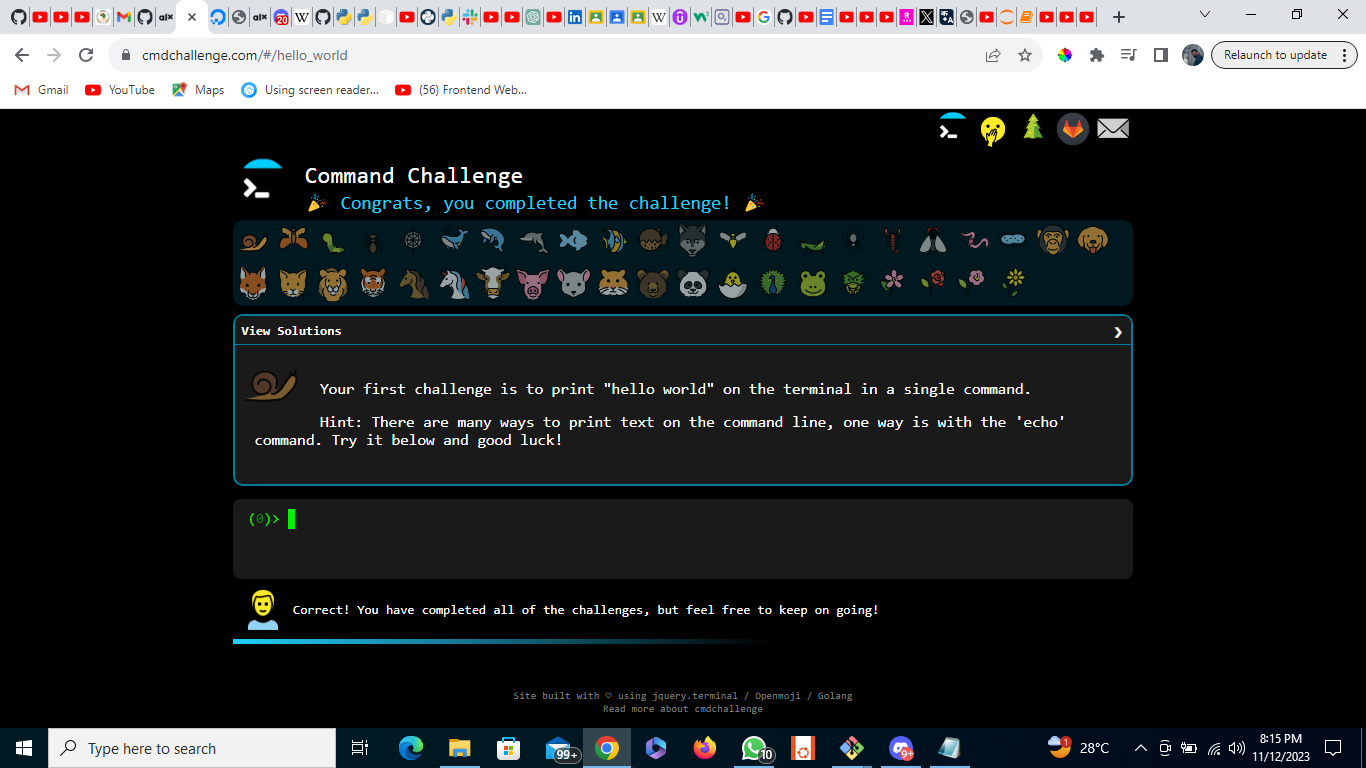 alx
alx
20
cmdchallenge.com/#/hello_world
Relaunch to update
Gmail
YouTube
Maps
Using screen reader...
(56) Frontend Web...
Command Challenge
Congrats, you completed the challenge!
View Solutions
Your first challenge is to print "hello world" on the terminal in a single command.
Hint: There are many ways to print text on the command line, one way is with the 'echo'
command. Try it below and good luck!
(0)>
Correct! You have completed all of the challenges, but feel free to keep on going!
Site built with ♡ using jquery.terminal / Openmoji / Golang
Read more about cmdchallenge
Type here to search
99+
10
9+
1
28°C
8:15 PM
11/12/2023